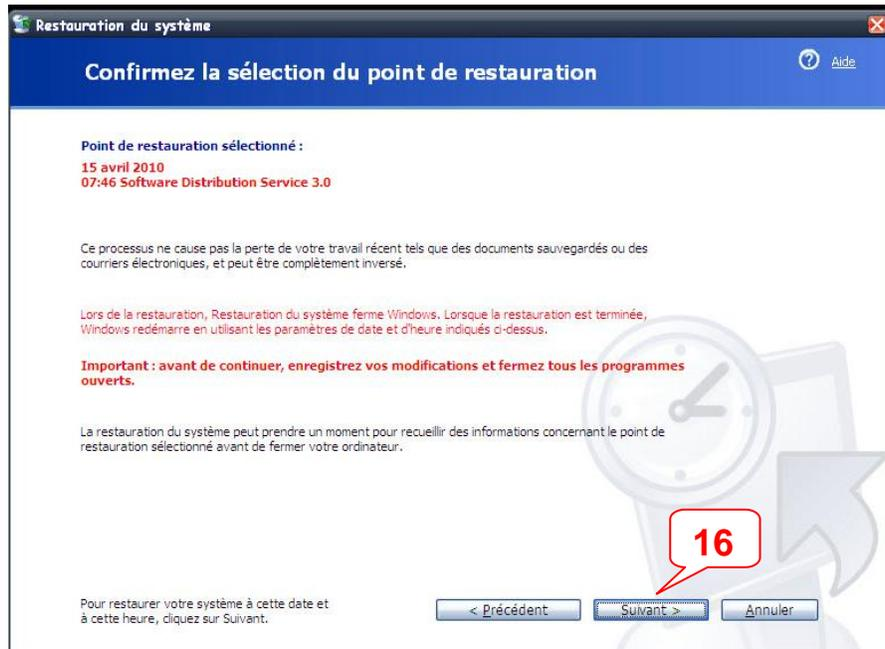 Restauration du système
Confirmez la sélection du point de restauration
Aide
Point de restauration sélectionné :
15 avril 2010
07:46 Software Distribution Service 3.0
Ce processus ne cause pas la perte de votre travail récent tels que des documents sauvegardés ou des
courriers électroniques, et peut être complètement inversé.
Lors de la restauration, Restauration du système ferme Windows. Lorsque la restauration est terminée,
Windows redémarre en utilisant les paramètres de date et d'heure indiqués ci-dessus.
Important : avant de continuer, enregistrez vos modifications et fermez tous les programmes
ouverts.
La restauration du système peut prendre un moment pour recueillir des informations concernant le point de
restauration sélectionné avant de fermer votre ordinateur.
16
Pour restaurer votre système à cette date et
à cette heure, cliquez sur Suivant.
< Précédent
Suivant >
Annuler